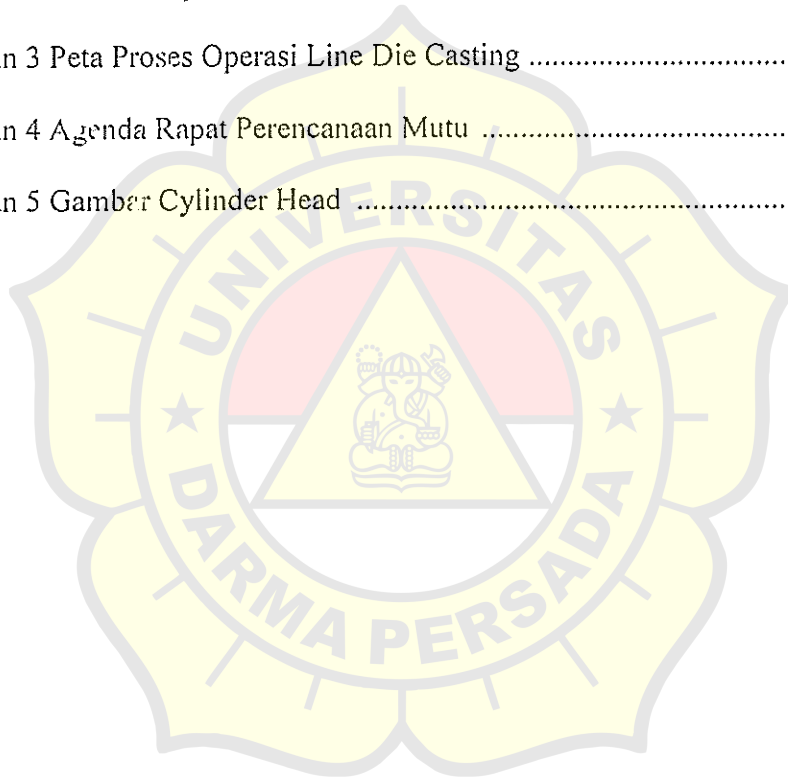 n 3 Peta Proses Operasi Line Die Casting ................................
n 4 Agenda Rapat Perencanaan Mutu .....................................
n 5 Gambar Cylinder Head ......................................................
UNIVERSITAS
DARMA PERSADA